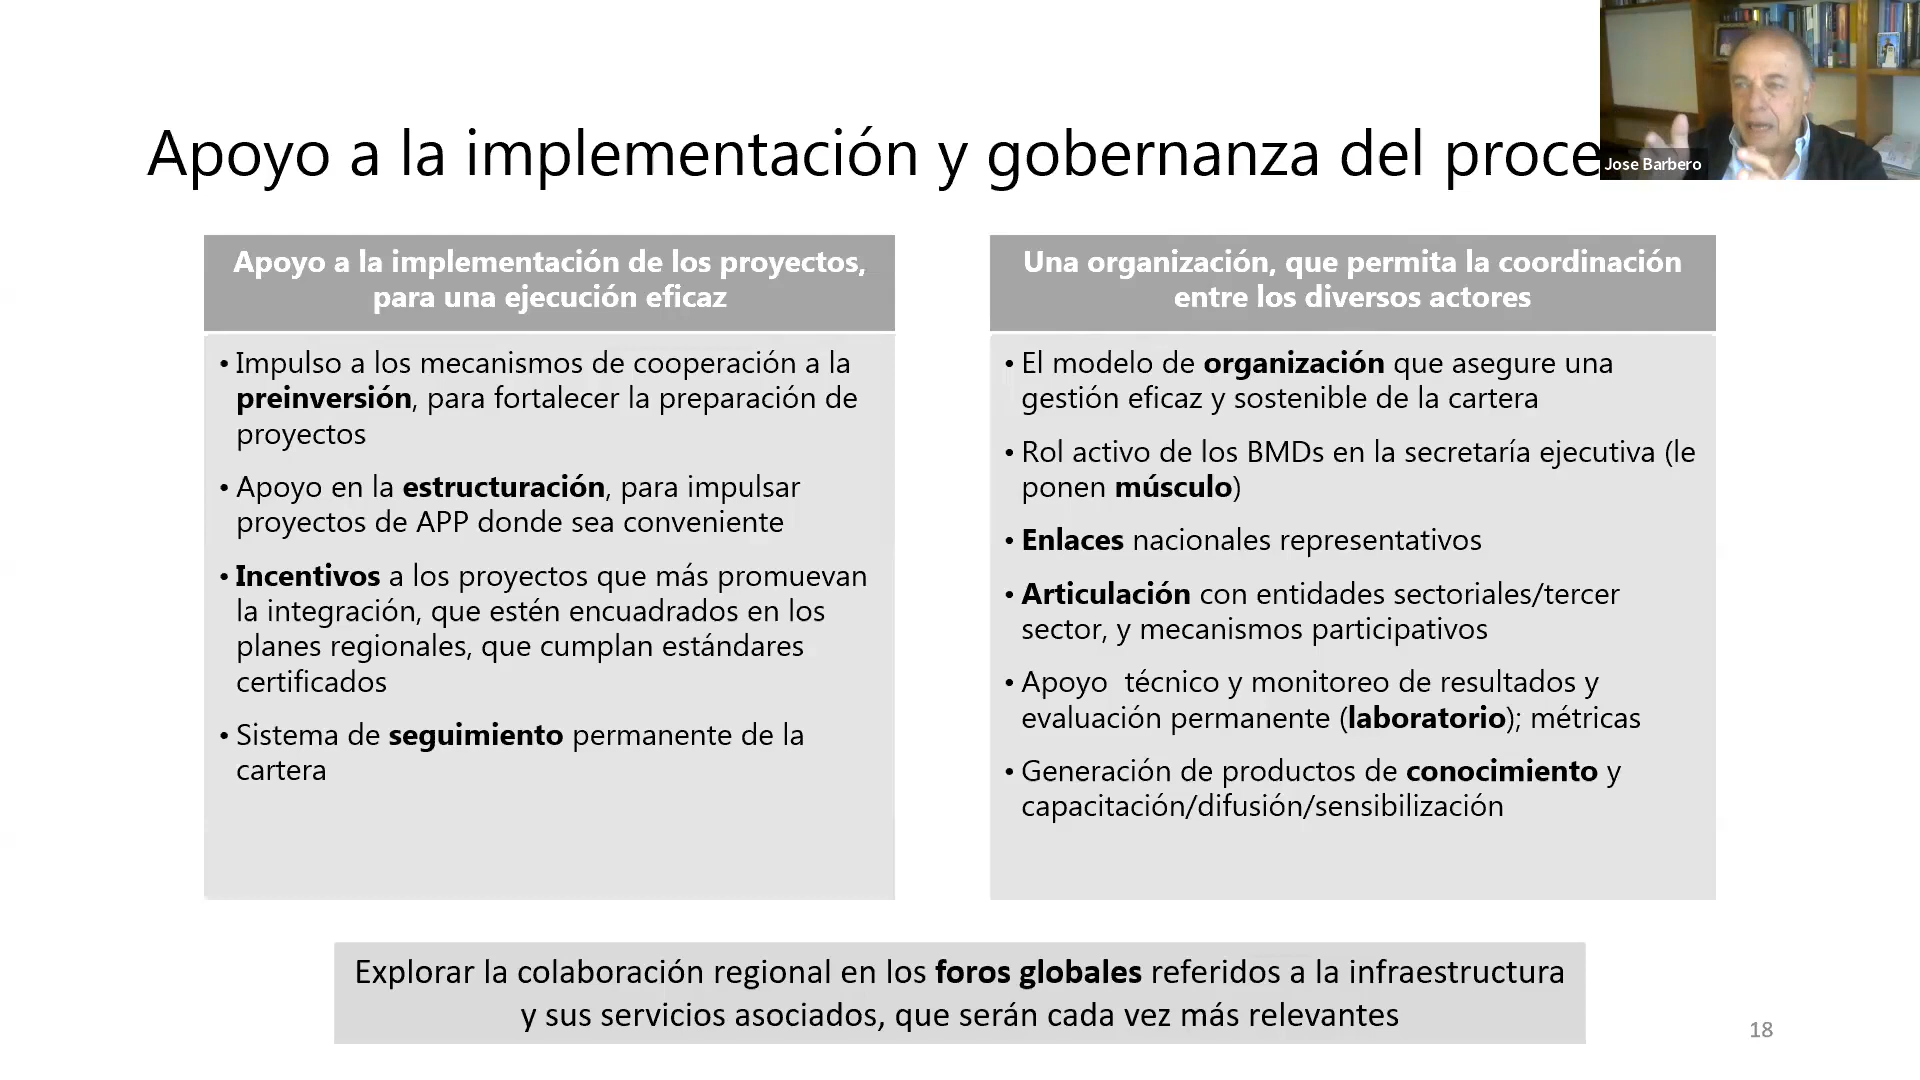 Apoyo a la implementación y gobernanza del proce
Jose Barbero
Apoyo a la implementación de los proyectos,
para una ejecución eficaz
• Impulso a los mecanismos de cooperación a la
preinversión, para fortalecer la preparación de
proyectos
• Apoyo en la estructuración, para impulsar
proyectos de APP donde sea conveniente
• Incentivos a los proyectos que más promuevan
la integración, que estén encuadrados en los
planes regionales, que cumplan estándares
certificados
• Sistema de seguimiento permanente de la
cartera
Una organización, que permita la coordinación
entre los diversos actores
• El modelo de organización que asegure una
gestión eficaz y sostenible de la cartera
• Rol activo de los BMDs en la secretaría ejecutiva (le
ponen músculo)
• Enlaces nacionales representativos
• Articulación con entidades sectoriales/tercer
sector, y mecanismos participativos
• Apoyo  técnico y monitoreo de resultados y
evaluación permanente (laboratorio); métricas
• Generación de productos de conocimiento y
capacitación/difusión/sensibilización
Explorar la colaboración regional en los foros globales referidos a la infraestructura
y sus servicios asociados, que serán cada vez más relevantes
18